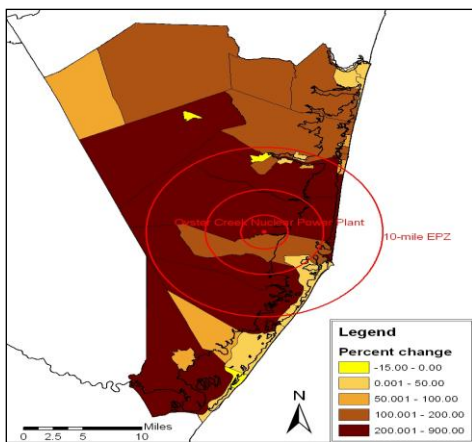 Oyster Creek Nuclear Power Plant
10-mile EPZ
Legend
Percent change
-15.00 - 0.00
0.001 - 50.00
50.001 - 100.00
100.001 - 200.00
200.001 - 900.00
Miles
0 2.5 5 10
N